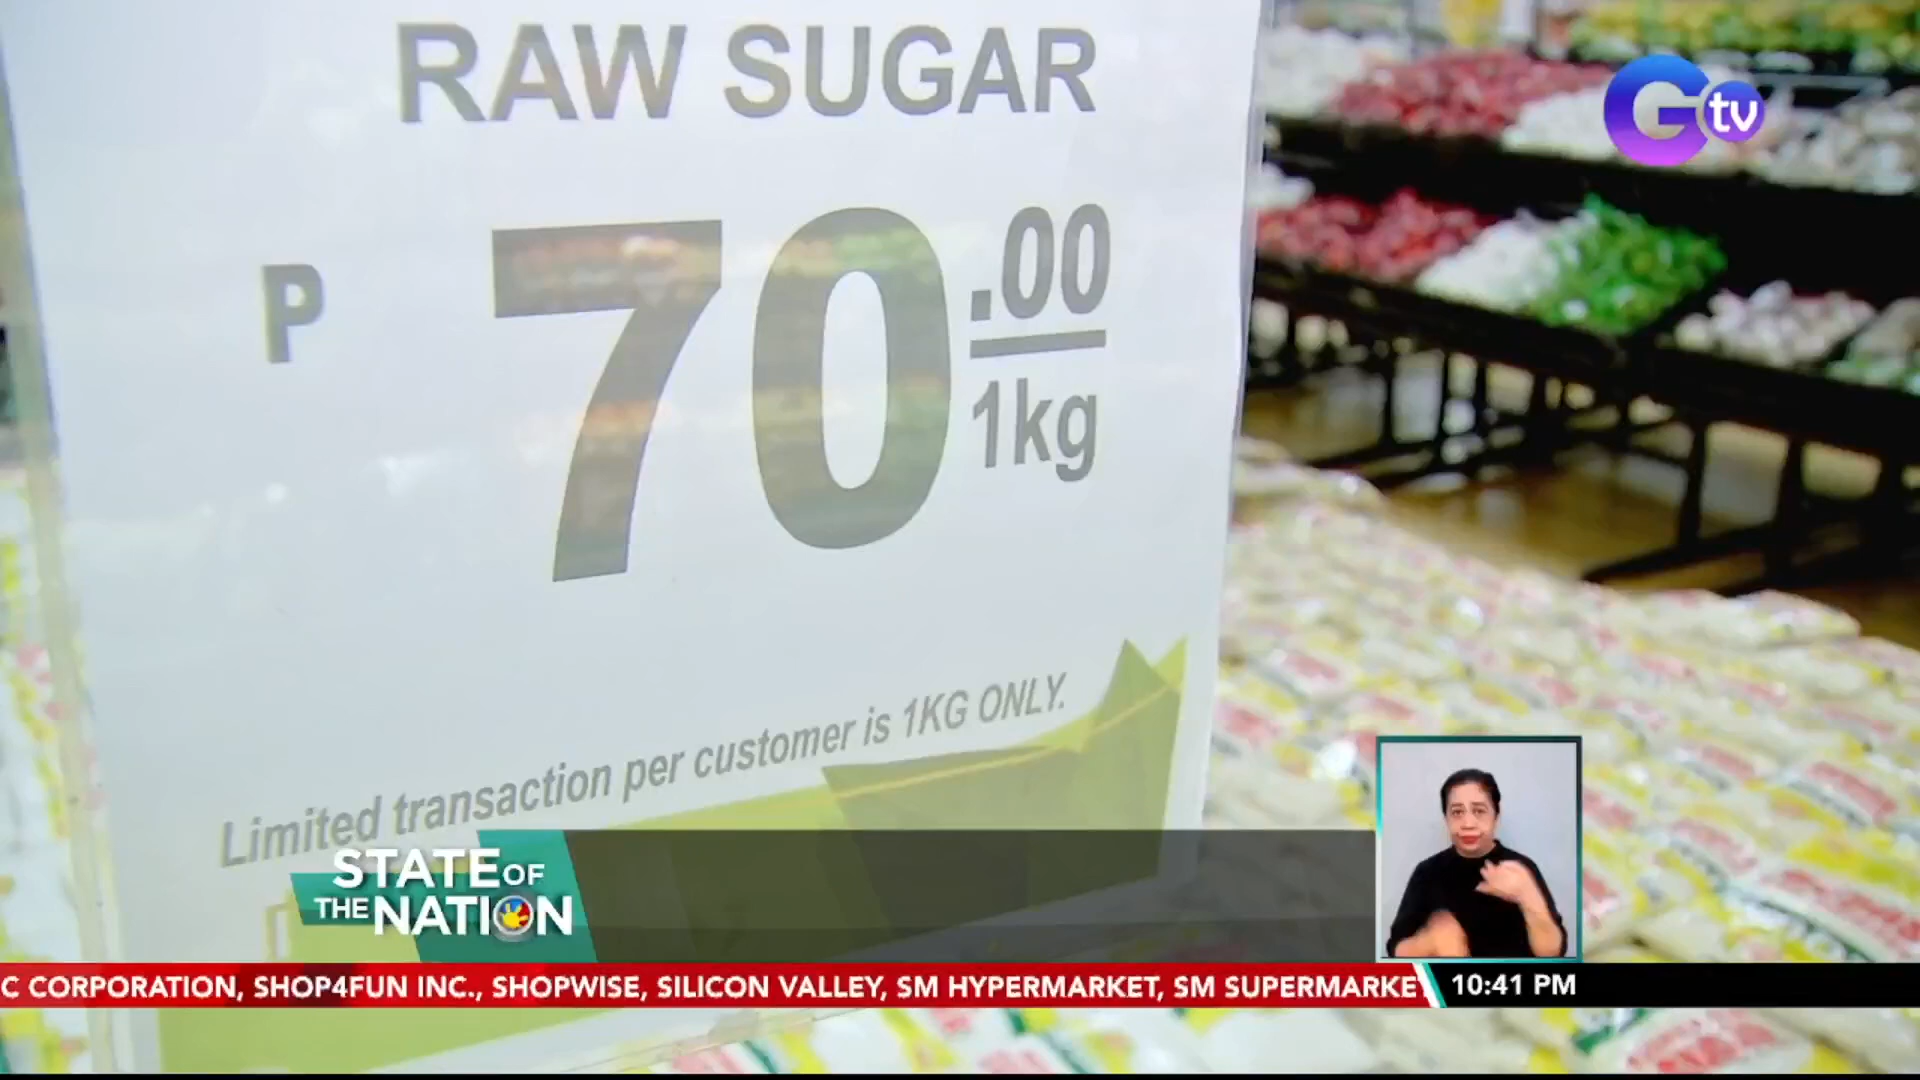 RAW SUGAR
Gtv
P 70.00
1kg
Limited transaction per customer is 1KG ONLY.
STATE OF
THE NATION
C CORPORATION, SHOP4FUN INC., SHOPWISE, SILICON VALLEY, SM HYPERMARKET, SM SUPERMARKE
10:41 PM